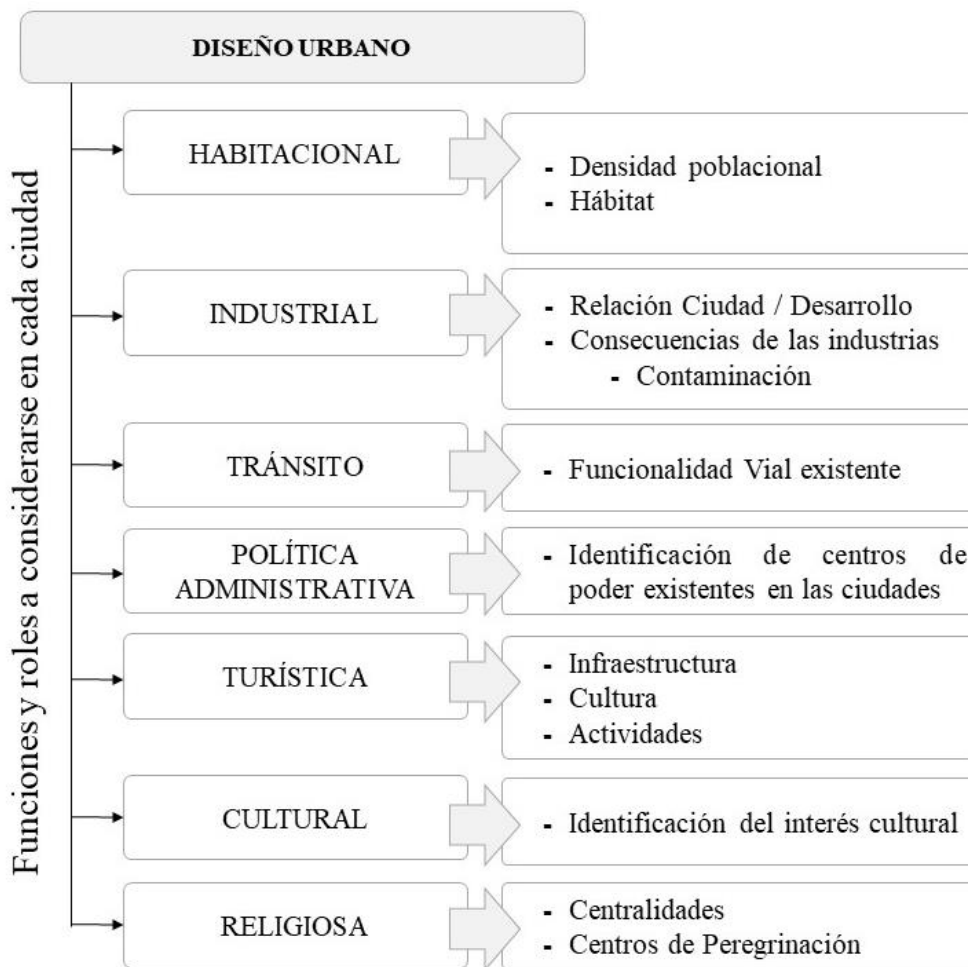 DISEÑO URBANO
Funciones y roles a considerarse en cada ciudad
HABITACIONAL
- Densidad poblacional
- Hábitat
INDUSTRIAL
- Relación Ciudad / Desarrollo
- Consecuencias de las industrias
- Contaminación
TRÁNSITO
- Funcionalidad Vial existente
POLÍTICA
ADMINISTRATIVA
- Identificación de centros de
poder existentes en las ciudades
TURÍSTICA
- Infraestructura
- Cultura
- Actividades
CULTURAL
- Identificación del interés cultural
RELIGIOSA
- Centralidades
- Centros de Peregrinación